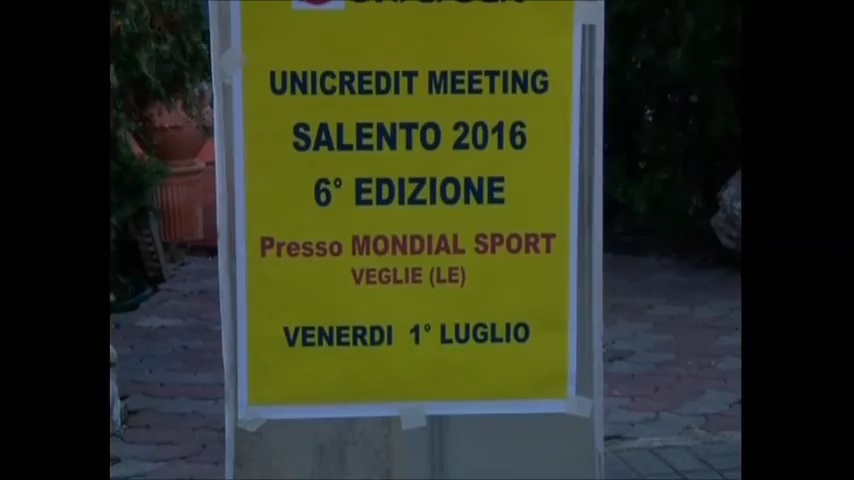 UNICREDIT MEETING
SALENTO 2016
6° EDIZIONE
Presso MONDIAL SPORT
VEGLIE (LE)
VENERDI 1° LUGLIO